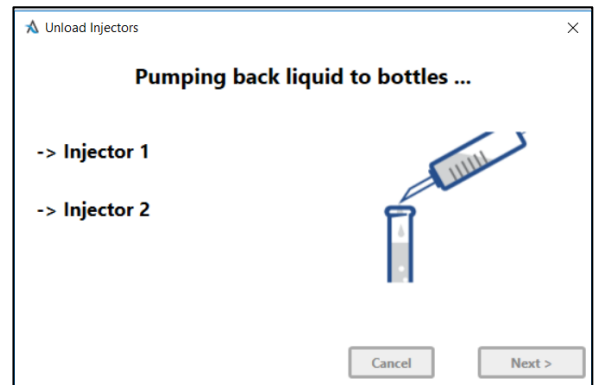 Unload Injectors
Pumping back liquid to bottles ...
-> Injector 1
-> Injector 2
Cancel
Next >